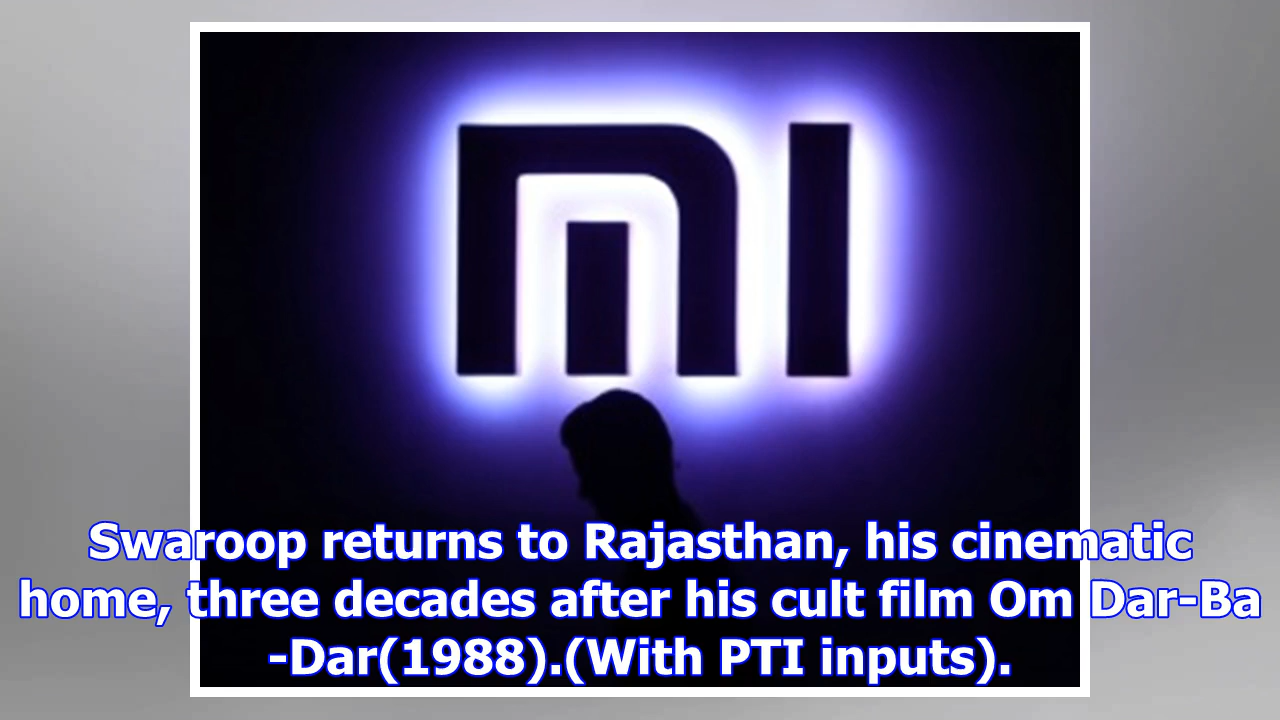 mi
Swaroop returns to Rajasthan, his cinematic
home, three decades after his cult film Om Dar-Ba
-Dar(1988).(With PTI inputs).